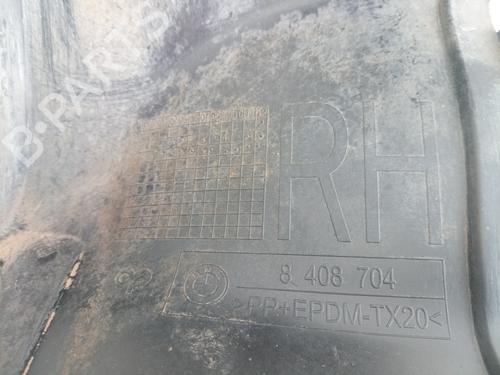 B-PARTS
RH
8 408 704
>PP+EPDM-TX20<